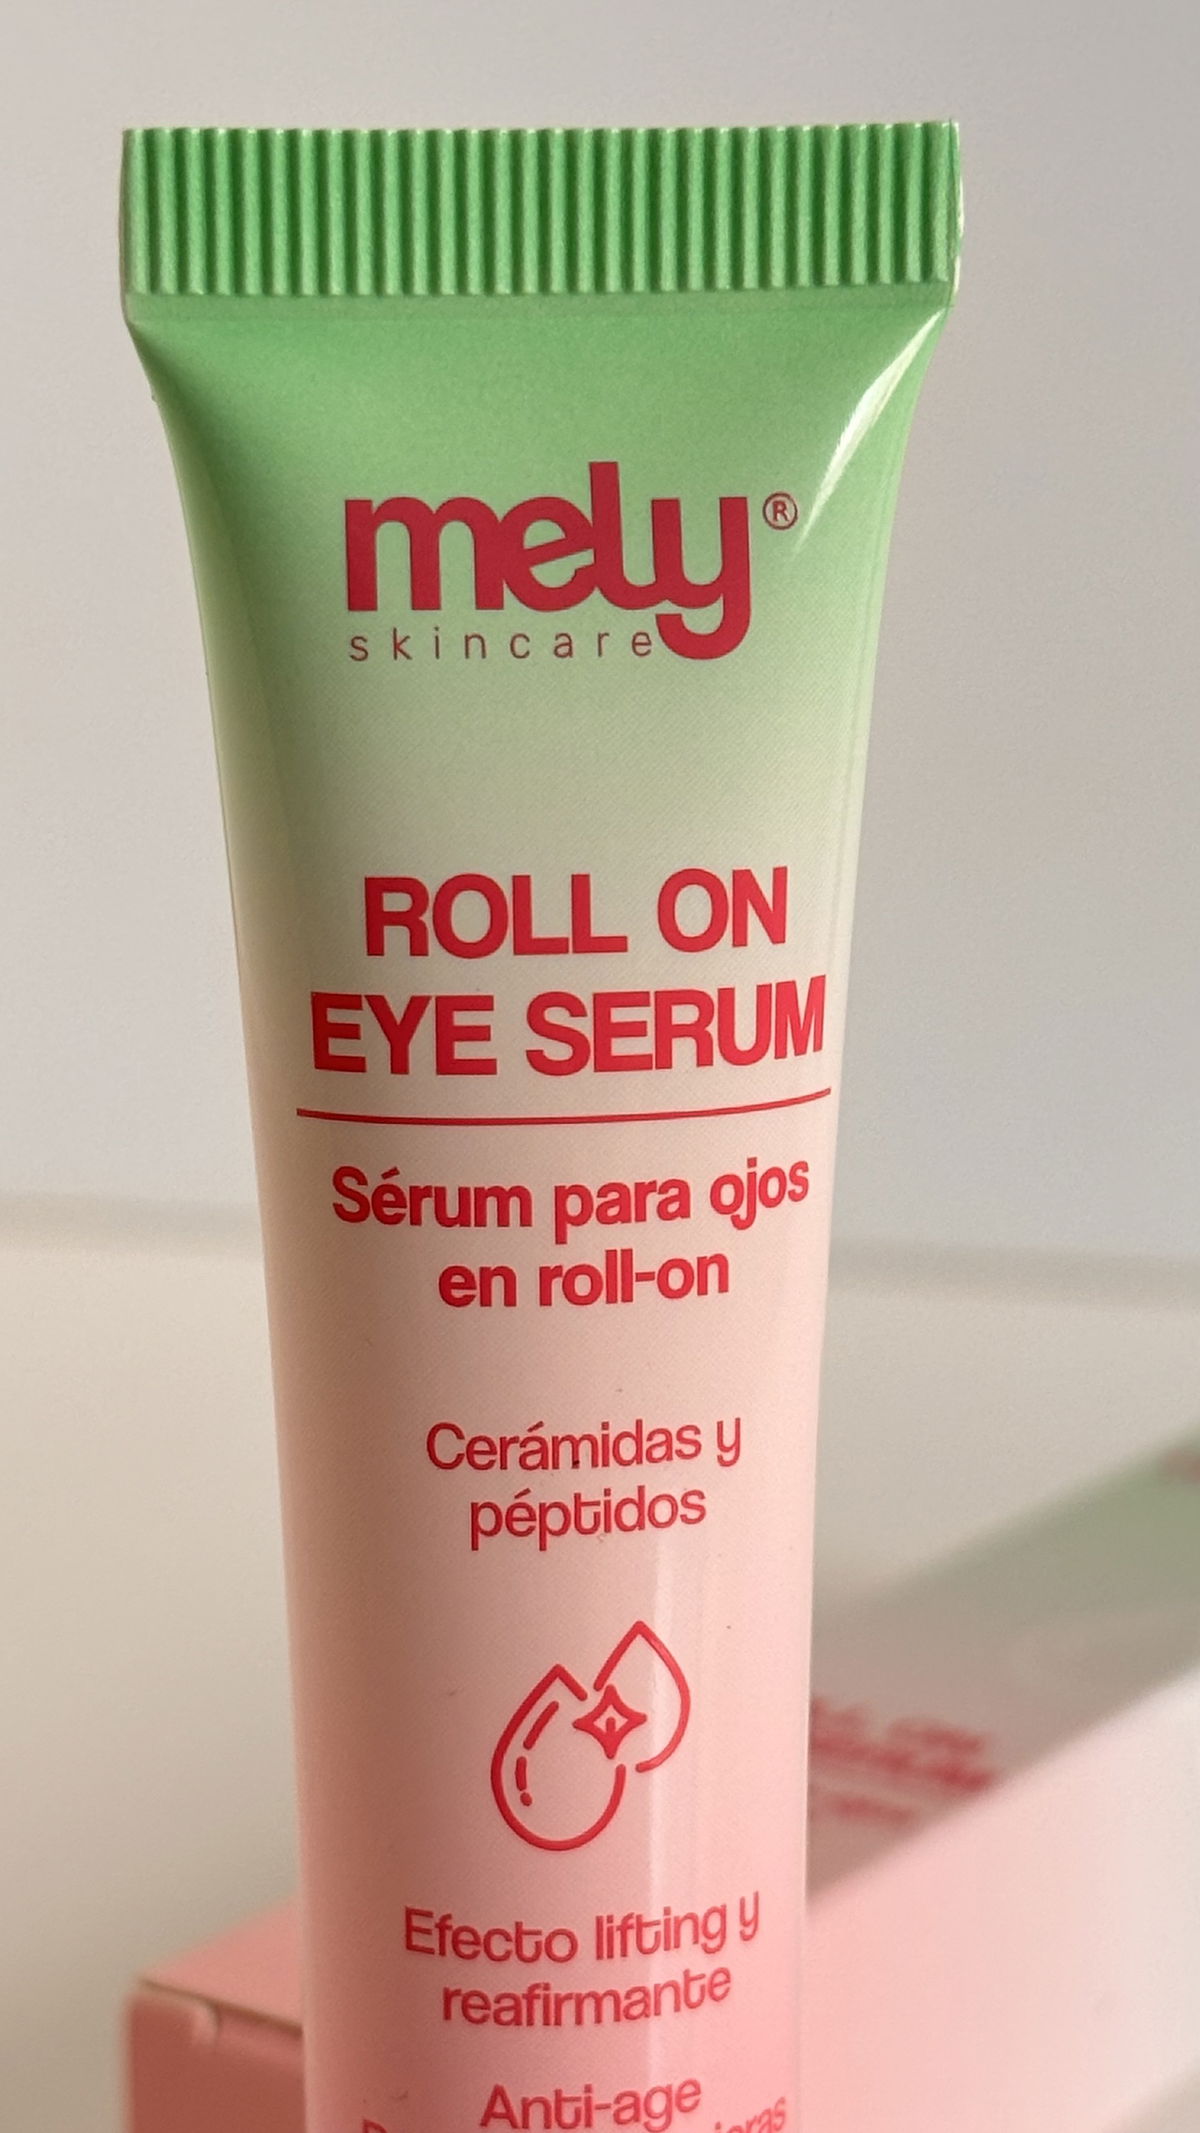 mely®
skincare
ROLL ON
EYE SERUM
Sérum para ojos
en roll-on
Cerámidas y
péptidos
Efecto lifting y
reafirmante
Anti-age